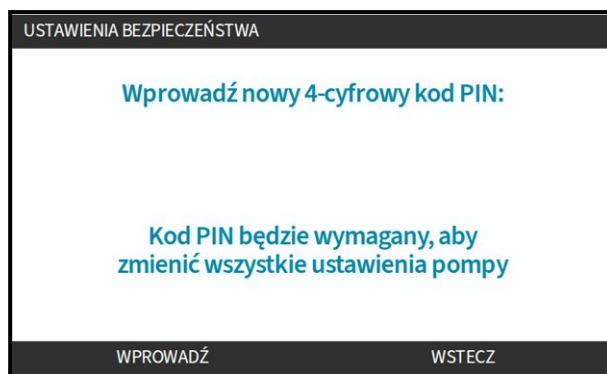 USTAWIENIA BEZPIECZEŃSTWA
Wprowadź nowy 4-cyfrowy kod PIN:
Kod PIN będzie wymagany, aby
zmienić wszystkie ustawienia pompy
WPROWADŹ WSTECZ